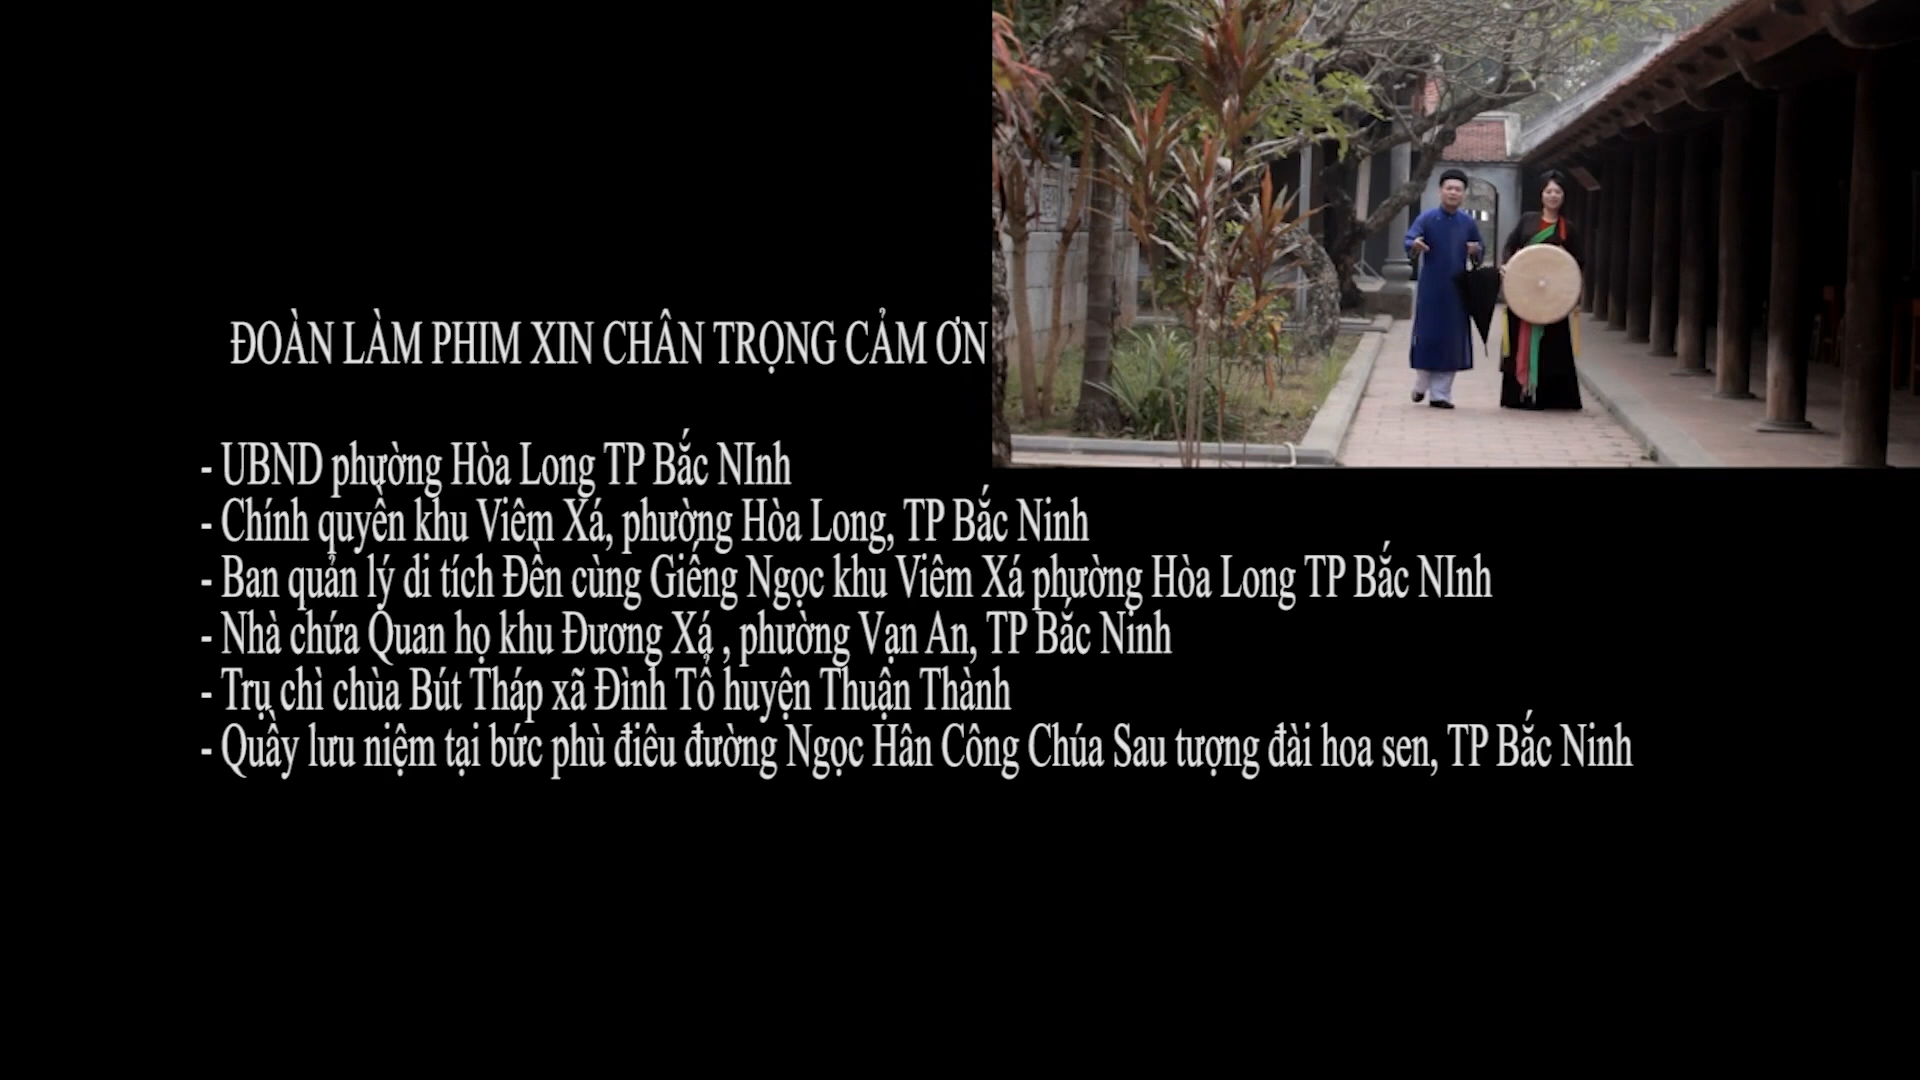 ĐOÀN LÀM PHIM XIN CHÂN TRỌNG CẢM ƠN
- UBND phường Hòa Long TP Bắc NInh
- Chính quyền khu Viêm Xá, phường Hòa Long, TP Bắc Ninh
- Ban quản lý di tích Đền cùng Giếng Ngọc khu Viêm Xá phường Hòa Long TP Bắc NInh
- Nhà chứa Quan họ khu Đương Xá , phường Vạn An, TP Bắc Ninh
- Trụ chì chùa Bút Tháp xã Đình Tổ huyện Thuận Thành
- Quầy lưu niệm tại bức phù điêu đường Ngọc Hân Công Chúa Sau tượng đài hoa sen, TP Bắc Ninh